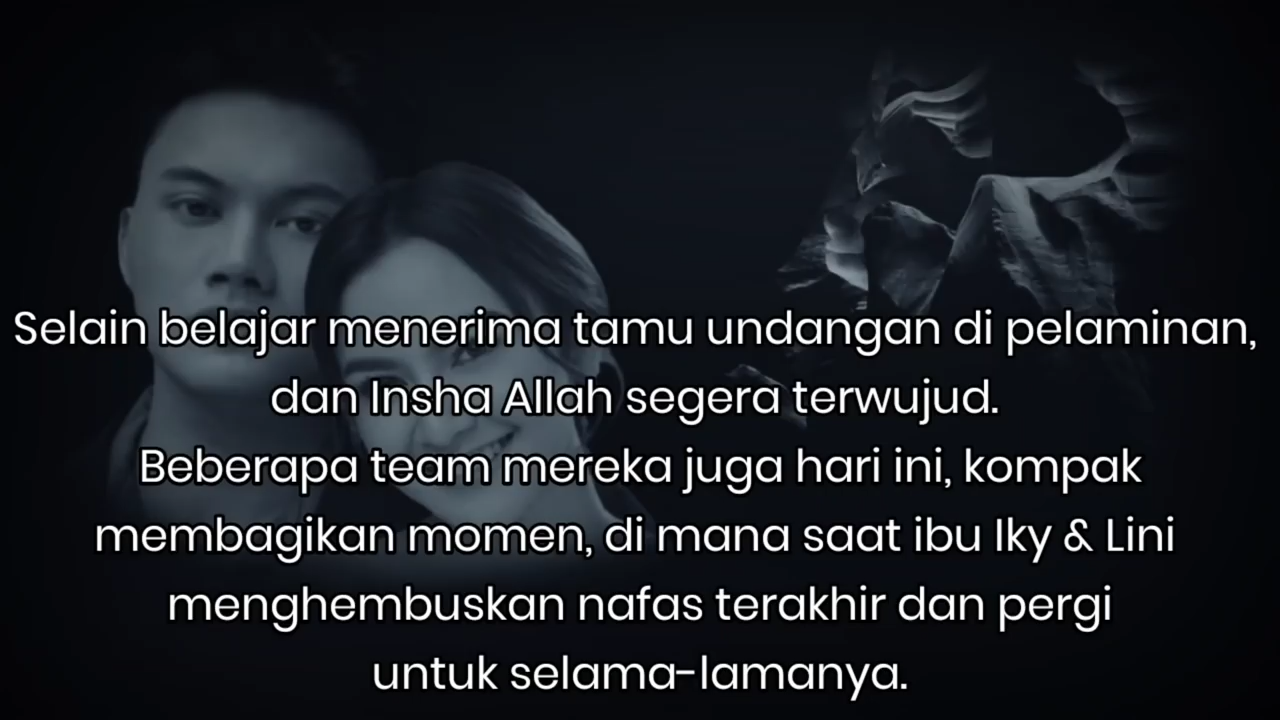 Selain belajar menerima tamu undangan di pelaminan,
dan Insha Allah segera terwujud.
Beberapa team mereka juga hari ini, kompak
membagikan momen, di mana saat ibu Iky & Lini
menghembuskan nafas terakhir dan pergi
untuk selama-lamanya.